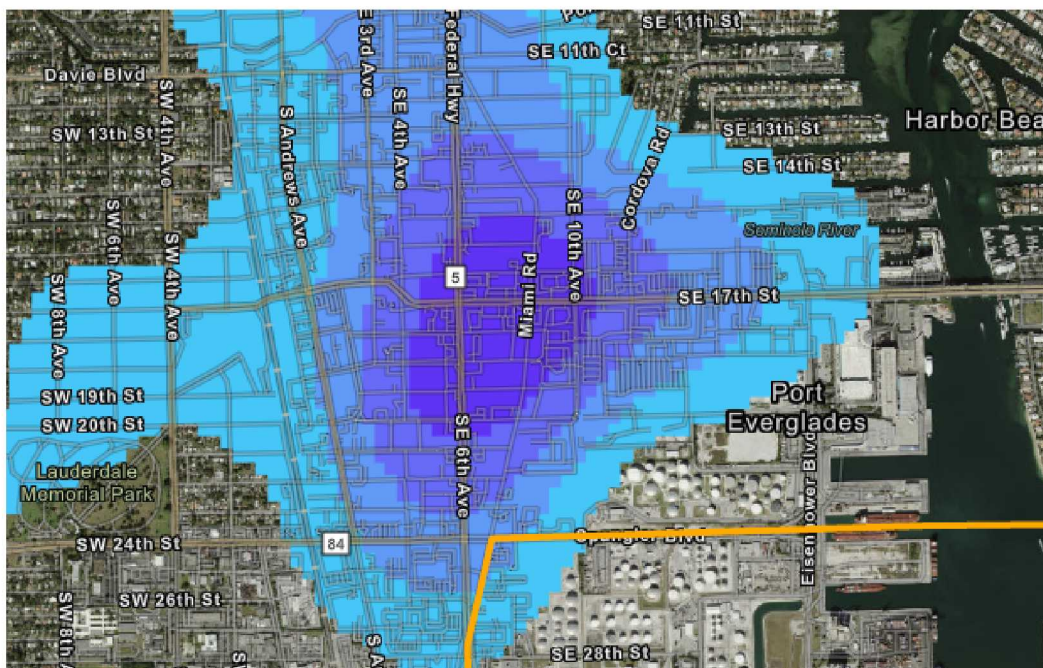 SE 11th St
SE 11th Ct
Davie Blvd
SE 3rd Ave
Federal Hwy
SW 4th Ave
SW 13th St
SE 4th Ave
S Andrews Ave
SE 13th St
Harbor Bea
Cordova Rd
SE 14th St
SW 6th Ave
SE 10th Ave
Seminole River
SW 4th Ave
SW 8th Ave
5
Miami Rd
SE 17th St
SW 19th St
SW 20th St
Port
Everglades
Lauderdale
Memorial Park
SE 6th Ave
Eisenhower Blvd
SW 24th St
84
Spangler Blvd
SW 26th St
SW 8th
S A
SE 28th St